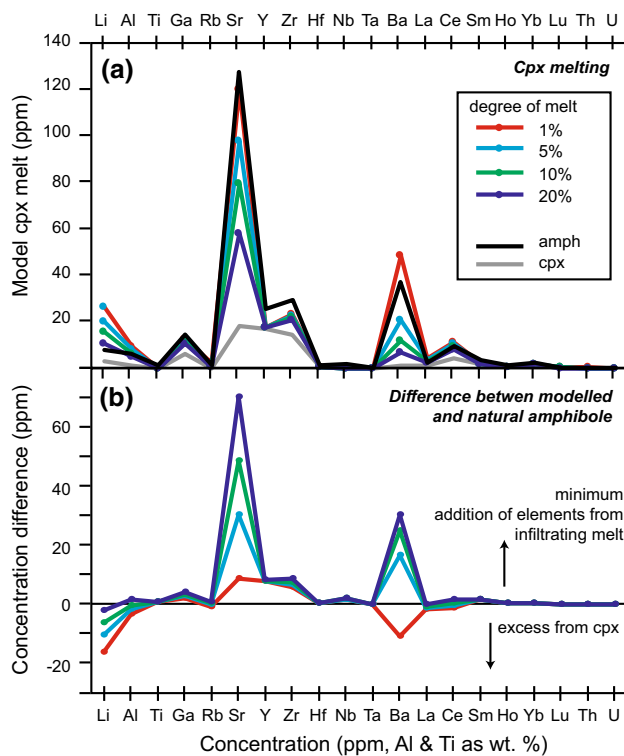 Li Al Ti Ga Rb Sr Y Zr Hf Nb Ta Ba La Ce Sm Ho Yb Lu Th U
140
120
100
80
60
40
20
Model cpx melt (ppm)
(a)
Cpx melting
degree of melt
1%
5%
10%
20%
amph
cpx
(b)
Difference betwen modelled
and natural amphibole
60
40
20
0
-20
Concentration difference (ppm)
minimum
addition of elements from
infiltrating melt
excess from cpx
Li Al Ti Ga Rb Sr Y Zr Hf Nb Ta Ba La Ce Sm Ho Yb Lu Th U
Concentration (ppm, Al & Ti as wt. %)